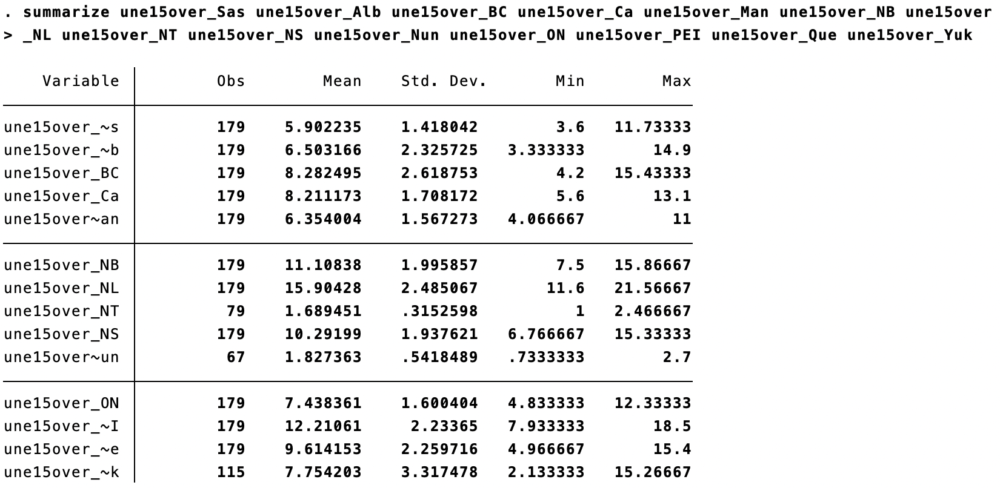 . summarize une15over_Sas une15over_Alb une15over_BC une15over_Ca une15over_Man une15over_NB une15over
> _NL une15over_NT une15over_NS une15over_Nun une15over_ON une15over_PEI une15over_Que une15over_Yuk
Variable Obs Mean Std. Dev. Min Max
une15over_~s 179 5.902235 1.418042 3.6 11.73333
une15over_~b 179 6.503166 2.325725 3.333333 14.9
une15over_BC 179 8.282495 2.618753 4.2 15.43333
une15over_Ca 179 8.211173 1.708172 5.6 13.1
une15over~an 179 6.354004 1.567273 4.066667 11
une15over_NB 179 11.10838 1.995857 7.5 15.86667
une15over_NL 179 15.90428 2.485067 11.6 21.56667
une15over_NT 79 1.689451 .3152598 1 2.466667
une15over_NS 179 10.29199 1.937621 6.766667 15.33333
une15over~un 67 1.827363 .5418489 .7333333 2.7
une15over_ON 179 7.438361 1.600404 4.833333 12.33333
une15over_~I 179 12.21061 2.23365 7.933333 18.5
une15over_~e 179 9.614153 2.259716 4.966667 15.4
une15over_~k 115 7.754203 3.317478 2.133333 15.26667